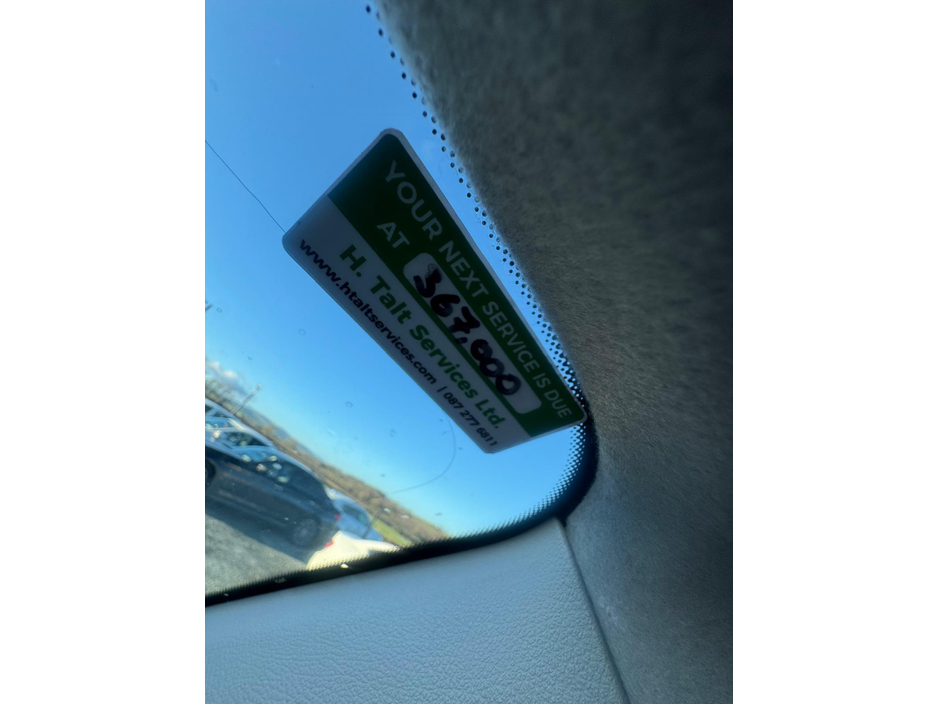 YOUR NEXT SERVICE IS DUE
AT 367,000
H. Talt Services Ltd.
www.htaltservices.com | 087 277 6811